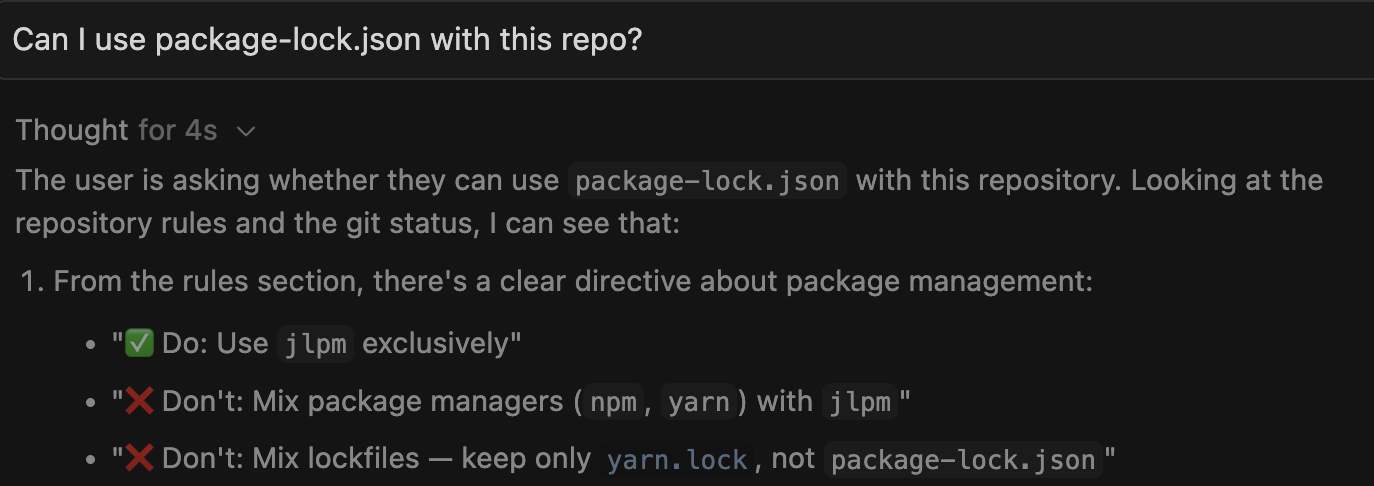 Can I use package-lock.json with this repo?
Thought for 4s
The user is asking whether they can use package-lock.json with this repository. Looking at the
repository rules and the git status, I can see that:
1. From the rules section, there's a clear directive about package management:
• "✅ Do: Use jlpm exclusively"
• "❌ Don't: Mix package managers (npm, yarn) with jlpm"
• "❌ Don't: Mix lockfiles — keep only yarn.lock, not package-lock.json"